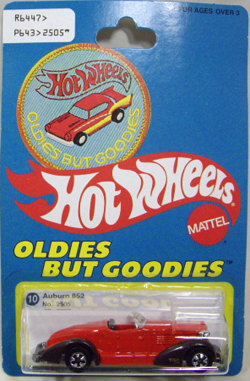 R6447>
P643>2505
FOR AGES OVER 3
Hot Wheels
OLDIES BUT GOODIES
Hot Wheels
MATTEL
OLDIES
BUT GOODIES™
10 Auburn 852
No. 2505